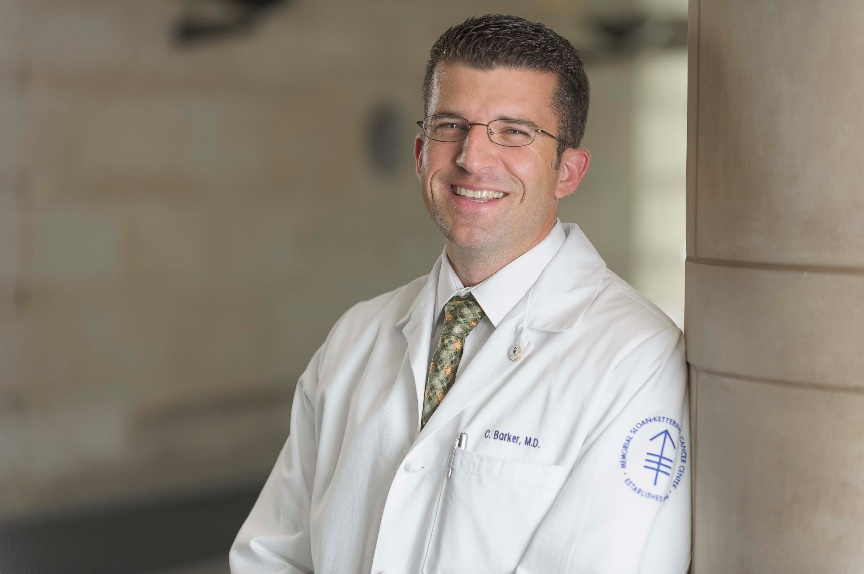 C. Barker, M.D.
MEMORIAL SLOAN-KETTERING CANCER CENTER
ESTABLISHED